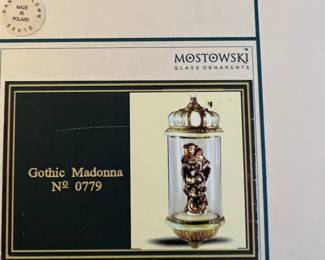 MADE IN
POLAND
MOSTOWSKI
GLASS ORNAMENTS
Gothic Madonna
Nº 0779